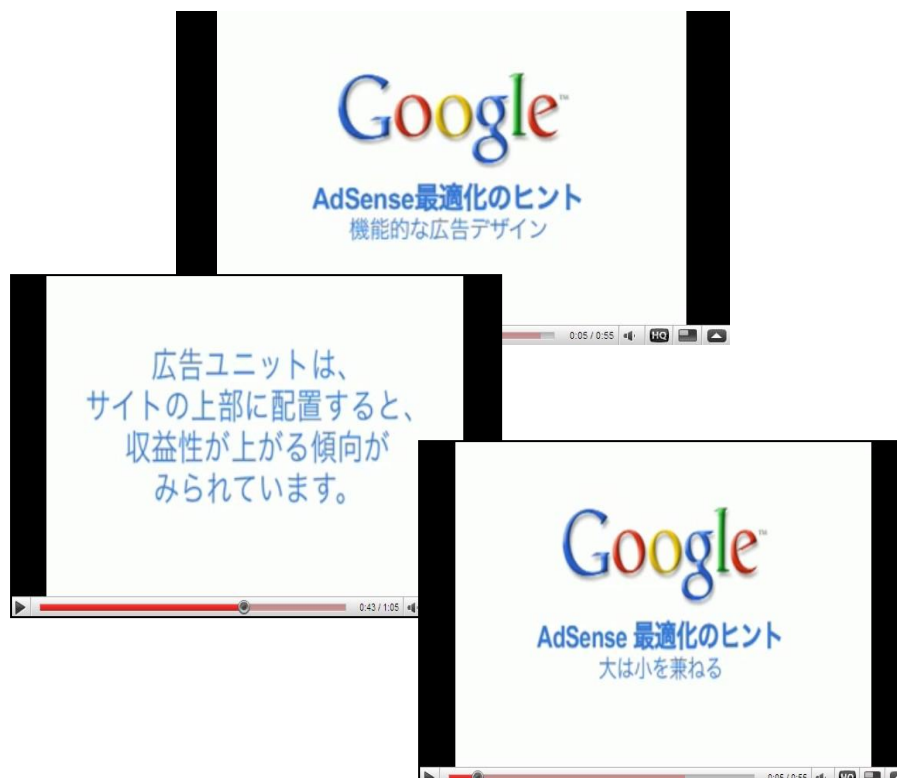 Google™
AdSense最適化のヒント
機能的な広告デザイン
0:05 / 0:55
HQ
広告ユニットは、
サイトの上部に配置すると、
収益性が上がる傾向が
みられています。
0:43 / 1:05
Google™
AdSense 最適化のヒント
大は小を兼ねる
0:05 / 0:55
HQ